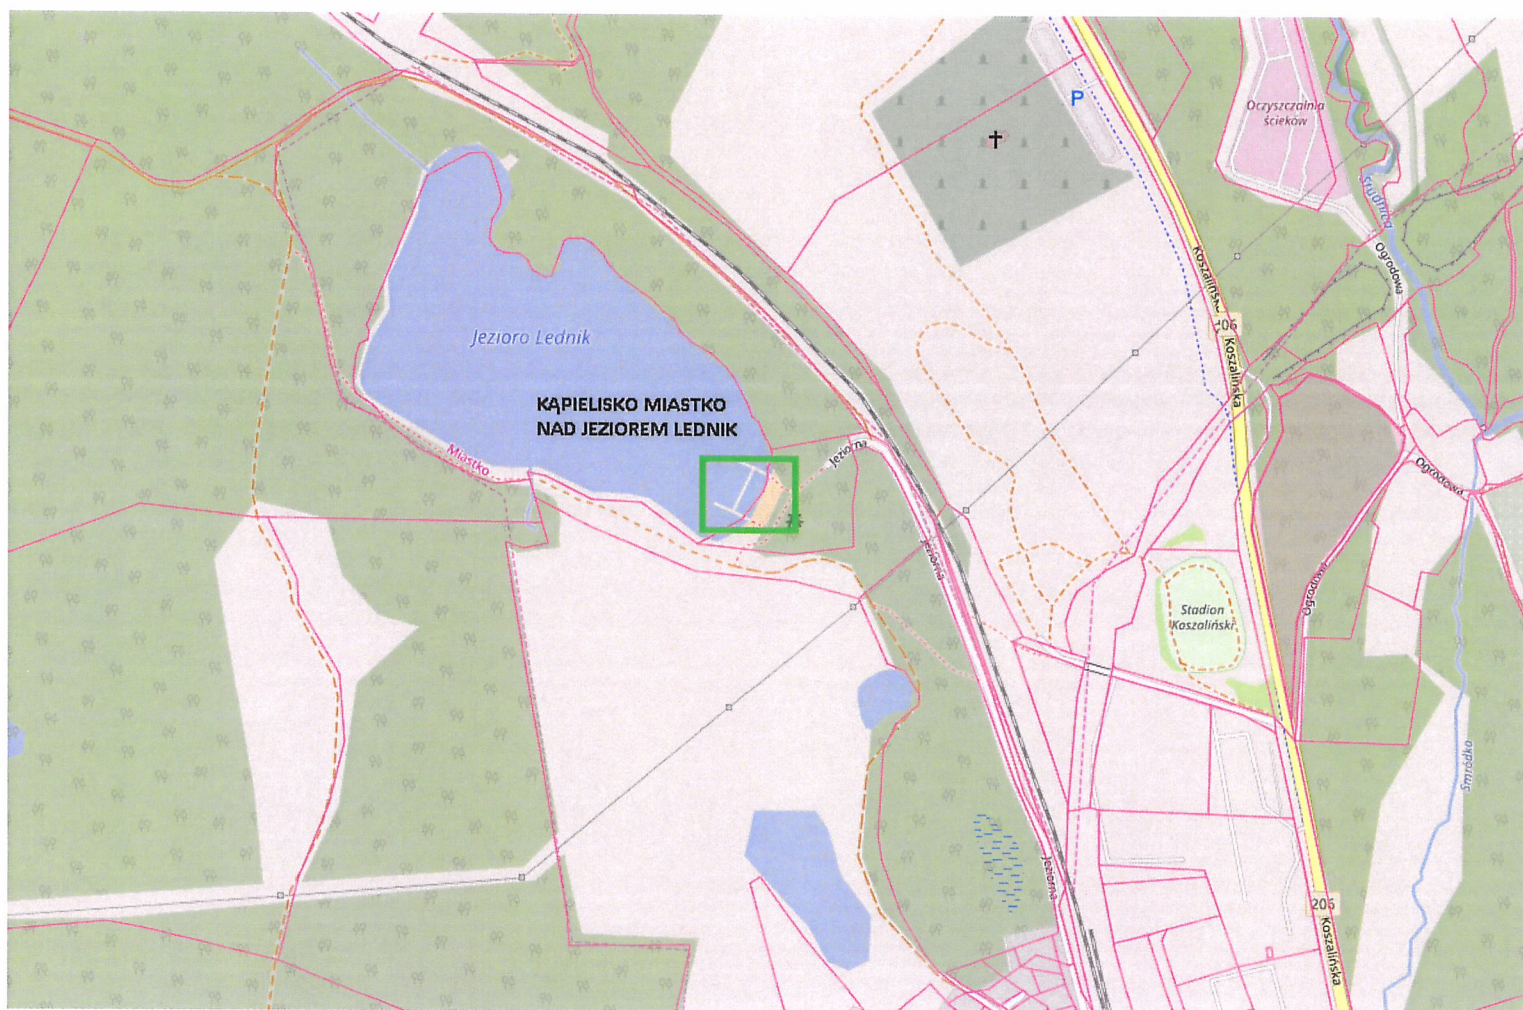 P
Oczyszczalnia
ścieków
Studnica
Koszalińska
Ogrodowa
206
Koszalińska
Jezioro Lednik
KĄPIELISKO MIASTKO
NAD JEZIOREM LEDNIK
Miastko
Jeziorna
Ogrodowa
Jeziorna
Ogrodowa
Stadion
Koszaliński
Smródka
Jeziorna
206
Koszalińska